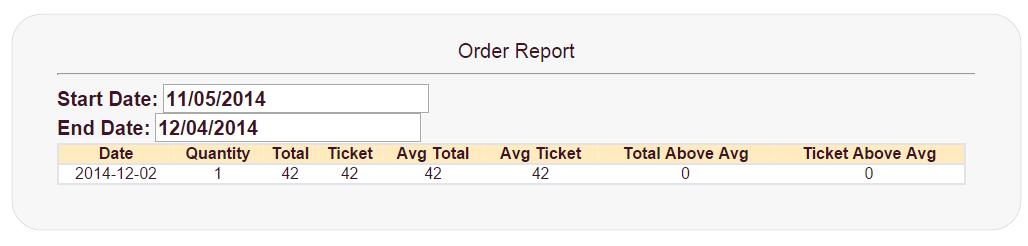 Order Report
Start Date: 11/05/2014
End Date: 12/04/2014
Date Quantity Total Ticket Avg Total Avg Ticket Total Above Avg Ticket Above Avg
2014-12-02 1 42 42 42 42 0 0